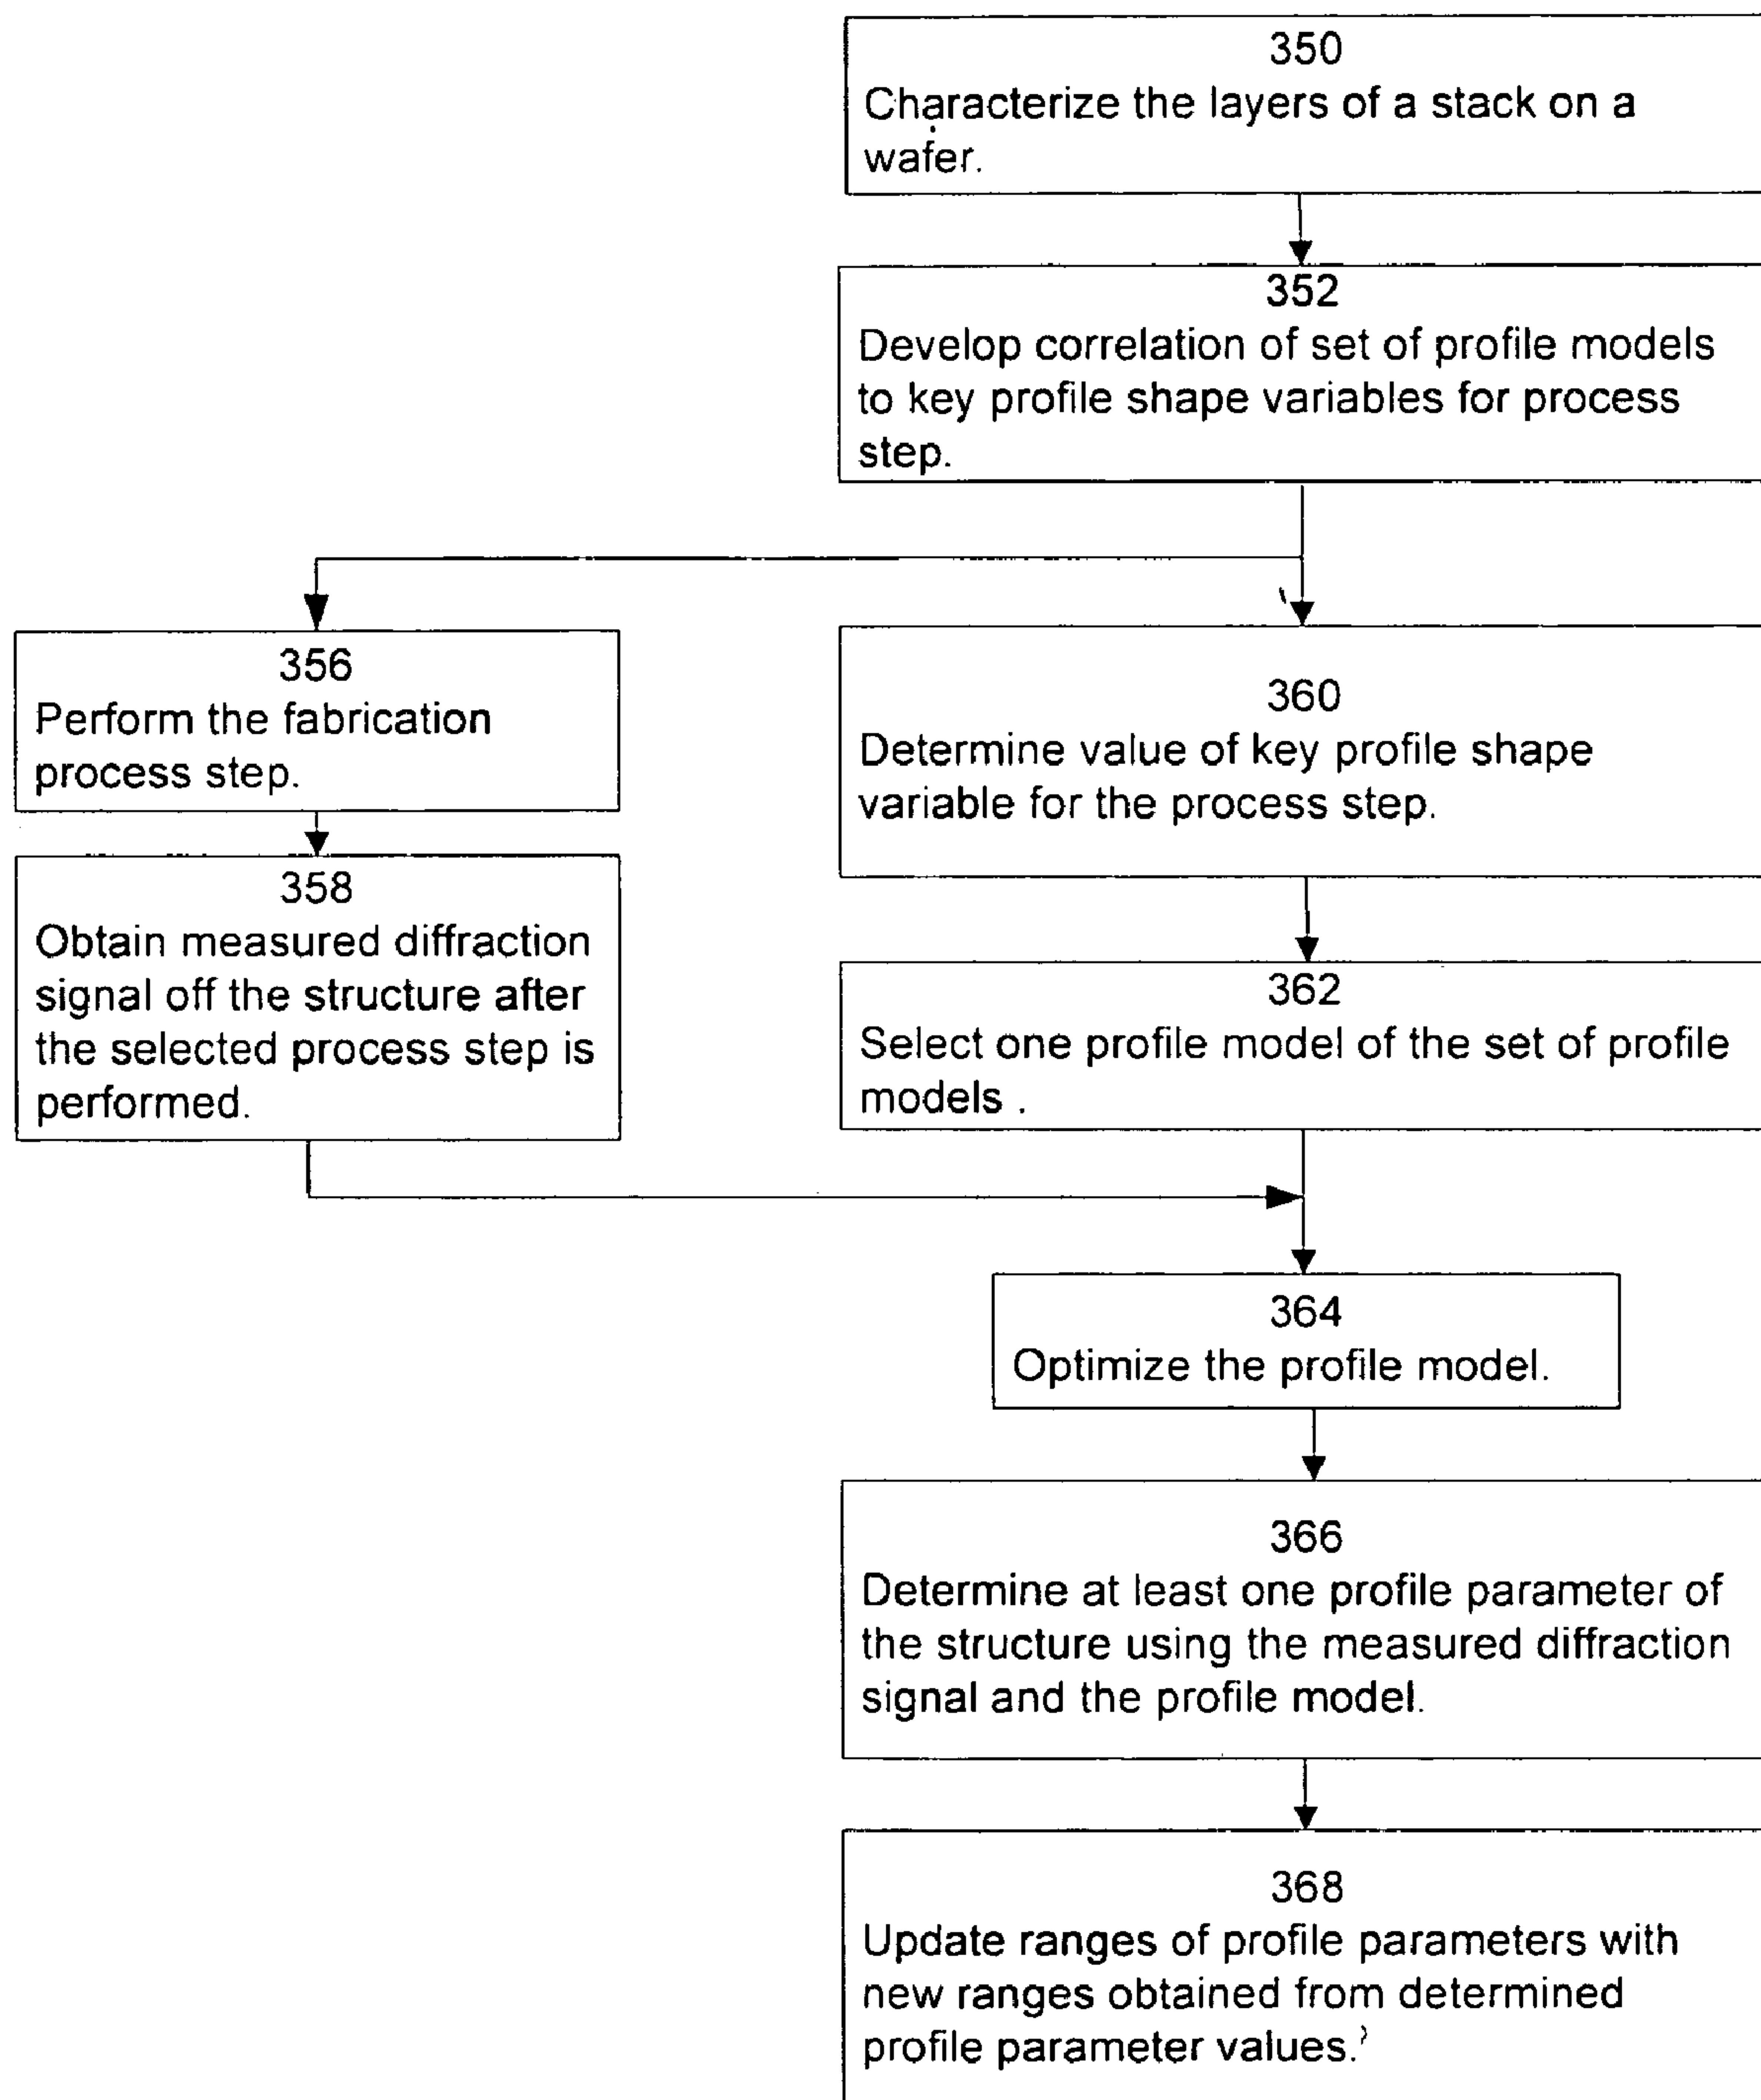 350
Characterize the layers of a stack on a
wafer.
352
Develop correlation of set of profile models
to key profile shape variables for process
step.
356
Perform the fabrication
process step.
358
Obtain measured diffraction
signal off the structure after
the selected process step is
performed.
360
Determine value of key profile shape
variable for the process step.
362
Select one profile model of the set of profile
models .
364
Optimize the profile model.
366
Determine at least one profile parameter of
the structure using the measured diffraction
signal and the profile model.
368
Update ranges of profile parameters with
new ranges obtained from determined
profile parameter values.